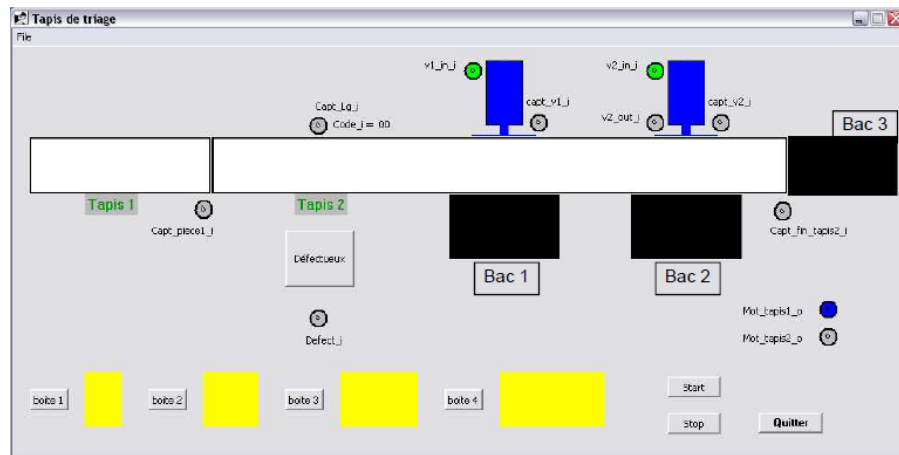 Tapis de triage
File
v1_in_i
v2_in_i
Capt_Lg_i
capt_v1_i
capt_v2_i
Code_i = 00
v2_out_i
Bac 3
Tapis 1
Tapis 2
Capt_piece1_i
Capt_fin_tapis2_i
Défectueux
Bac 1
Bac 2
Mot_tapis1_o
Defect_i
Mot_tapis2_o
boite 1
boite 2
boite 3
boite 4
Start
Stop
Quitter